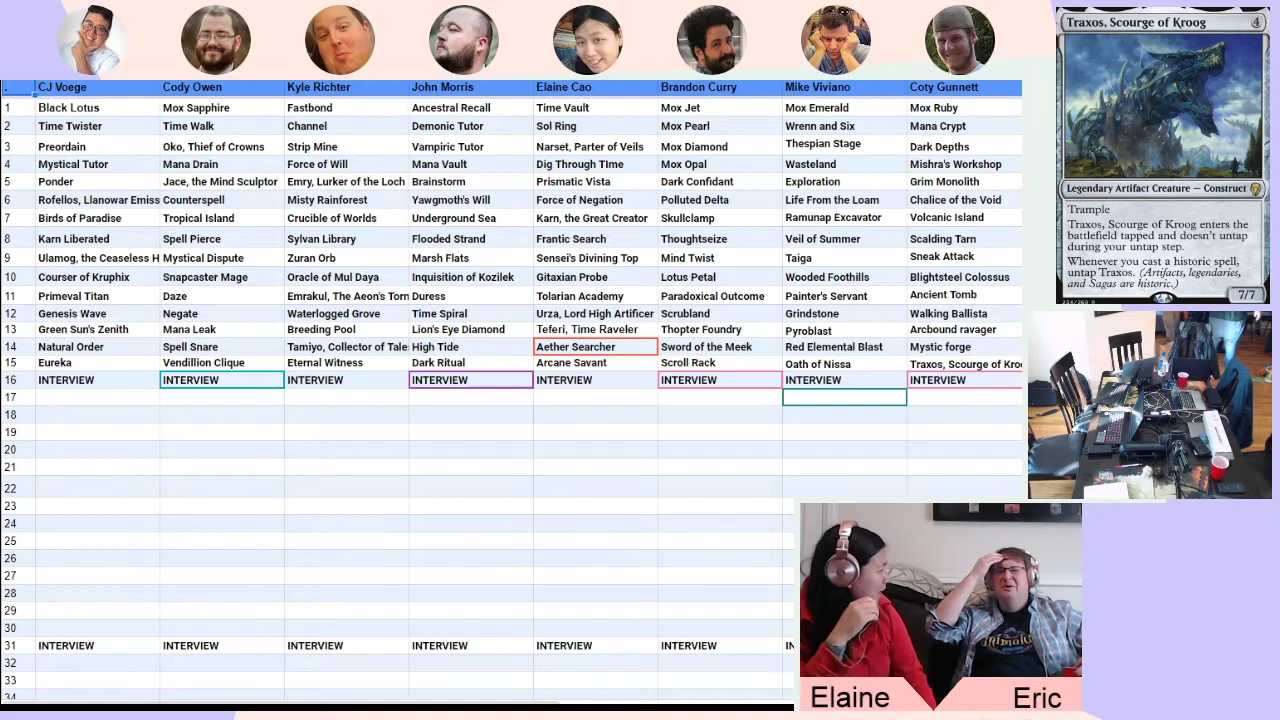 . CJ Voege Cody Owen Kyle Richter John Morris Elaine Cao Brandon Curry Mike Viviano Coty Gunnett
1 Black Lotus Mox Sapphire Fastbond Ancestral Recall Time Vault Mox Jet Mox Emerald Mox Ruby
2 Time Twister Time Walk Channel Demonic Tutor Sol Ring Mox Pearl Wrenn and Six Mana Crypt
3 Preordain Oko, Thief of Crowns Strip Mine Vampiric Tutor Narset, Parter of Veils Mox Diamond Thespian Stage Dark Depths
4 Mystical Tutor Mana Drain Force of Will Mana Vault Dig Through TIme Mox Opal Wasteland Mishra's Workshop
5 Ponder Jace, the Mind Sculptor Emry, Lurker of the Loch Brainstorm Prismatic Vista Dark Confidant Exploration Grim Monolith
6 Rofellos, Llanowar Emiss Counterspell Misty Rainforest Yawgmoth's Will Force of Negation Polluted Delta Life From the Loam Chalice of the Void
7 Birds of Paradise Tropical Island Crucible of Worlds Underground Sea Karn, the Great Creator Skullclamp Ramunap Excavator Volcanic Island
8 Karn Liberated Spell Pierce Sylvan Library Flooded Strand Frantic Search Thoughtseize Veil of Summer Scalding Tarn
9 Ulamog, the Ceaseless H Mystical Dispute Zuran Orb Marsh Flats Sensei's Divining Top Mind Twist Taiga Sneak Attack
10 Courser of Kruphix Snapcaster Mage Oracle of Mul Daya Inquisition of Kozilek Gitaxian Probe Lotus Petal Wooded Foothills Blightsteel Colossus
11 Primeval Titan Daze Emrakul, The Aeon's Torn Duress Tolarian Academy Paradoxical Outcome Painter's Servant Ancient Tomb
12 Genesis Wave Negate Waterlogged Grove Time Spiral Urza, Lord High Artificer Scrubland Grindstone Walking Ballista
13 Green Sun's Zenith Mana Leak Breeding Pool Lion's Eye Diamond Teferi, Time Raveler Thopter Foundry Pyroblast Arcbound ravager
14 Natural Order Spell Snare Tamiyo, Collector of Tale High Tide Aether Searcher Sword of the Meek Red Elemental Blast Mystic forge
15 Eureka Vendillion Clique Eternal Witness Dark Ritual Arcane Savant Scroll Rack Oath of Nissa Traxos, Scourge of Kroo
16 INTERVIEW INTERVIEW INTERVIEW INTERVIEW INTERVIEW INTERVIEW INTERVIEW INTERVIEW
17
18
19
20
21
22
23
24
25
26
27
28
29
30
31 INTERVIEW INTERVIEW INTERVIEW INTERVIEW INTERVIEW INTERVIEW IN
32
33
34
Traxos, Scourge of Kroog 4
Legendary Artifact Creature — Construct
Trample
Traxos, Scourge of Kroog enters the
battlefield tapped and doesn't untap
during your untap step.
Whenever you cast a historic spell,
untap Traxos. (Artifacts, legendaries,
and Sagas are historic.)
7/7
Elaine Eric